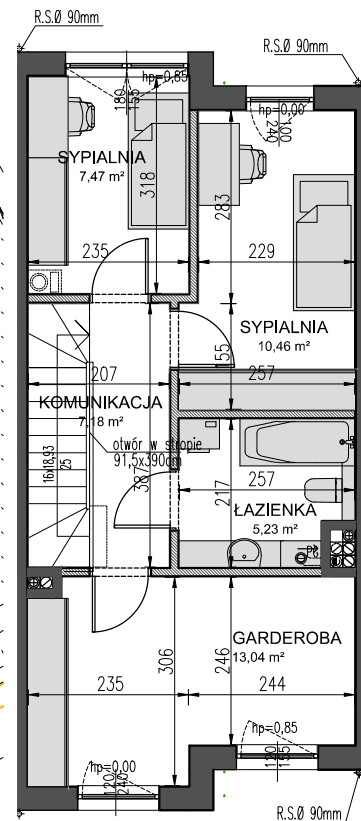 R.S.Ø 90mm
R.S.Ø 90mm
hp=0,85
180
155
hp=0,00
100
240
SYPIALNIA
7,47 m²
318
283
235
229
SYPIALNIA
10,46 m²
155
207
257
KOMUNIKACJA
7,18 m²
otwór w stropie
91,5x390cm
16x18,93
25
387
217
257
ŁAZIENKA
5,23 m²
GARDEROBA
13,04 m²
306
246
235
244
hp=0,85
120
155
hp=0,00
120
240
R.S.Ø 90mm